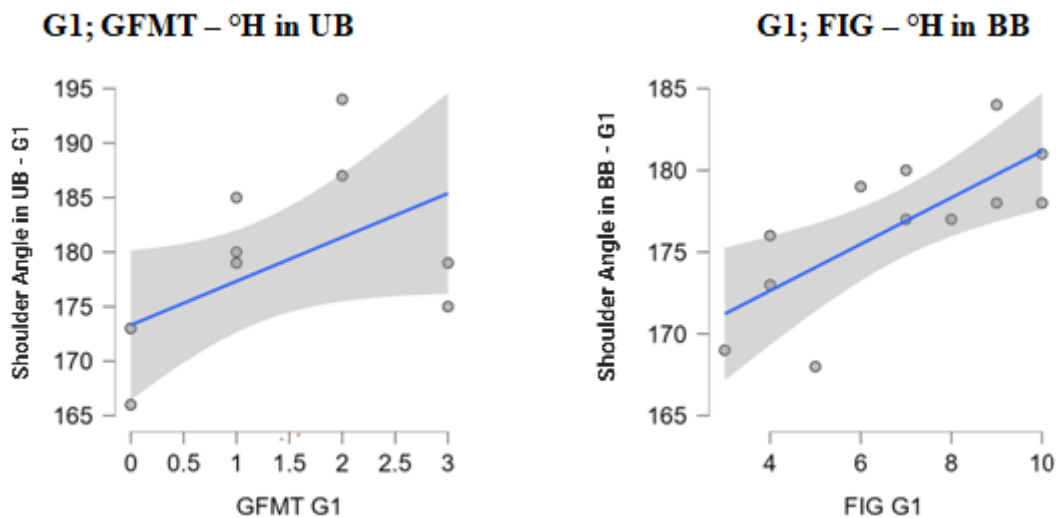 G1; GFMT – °H in UB
195
190
185
180
175
170
165
Shoulder Angle in UB - G1
0 0.5 1 1.5 2 2.5 3
GFMT G1
G1; FIG – °H in BB
185
180
175
170
165
Shoulder Angle in BB - G1
4 6 8 10
FIG G1